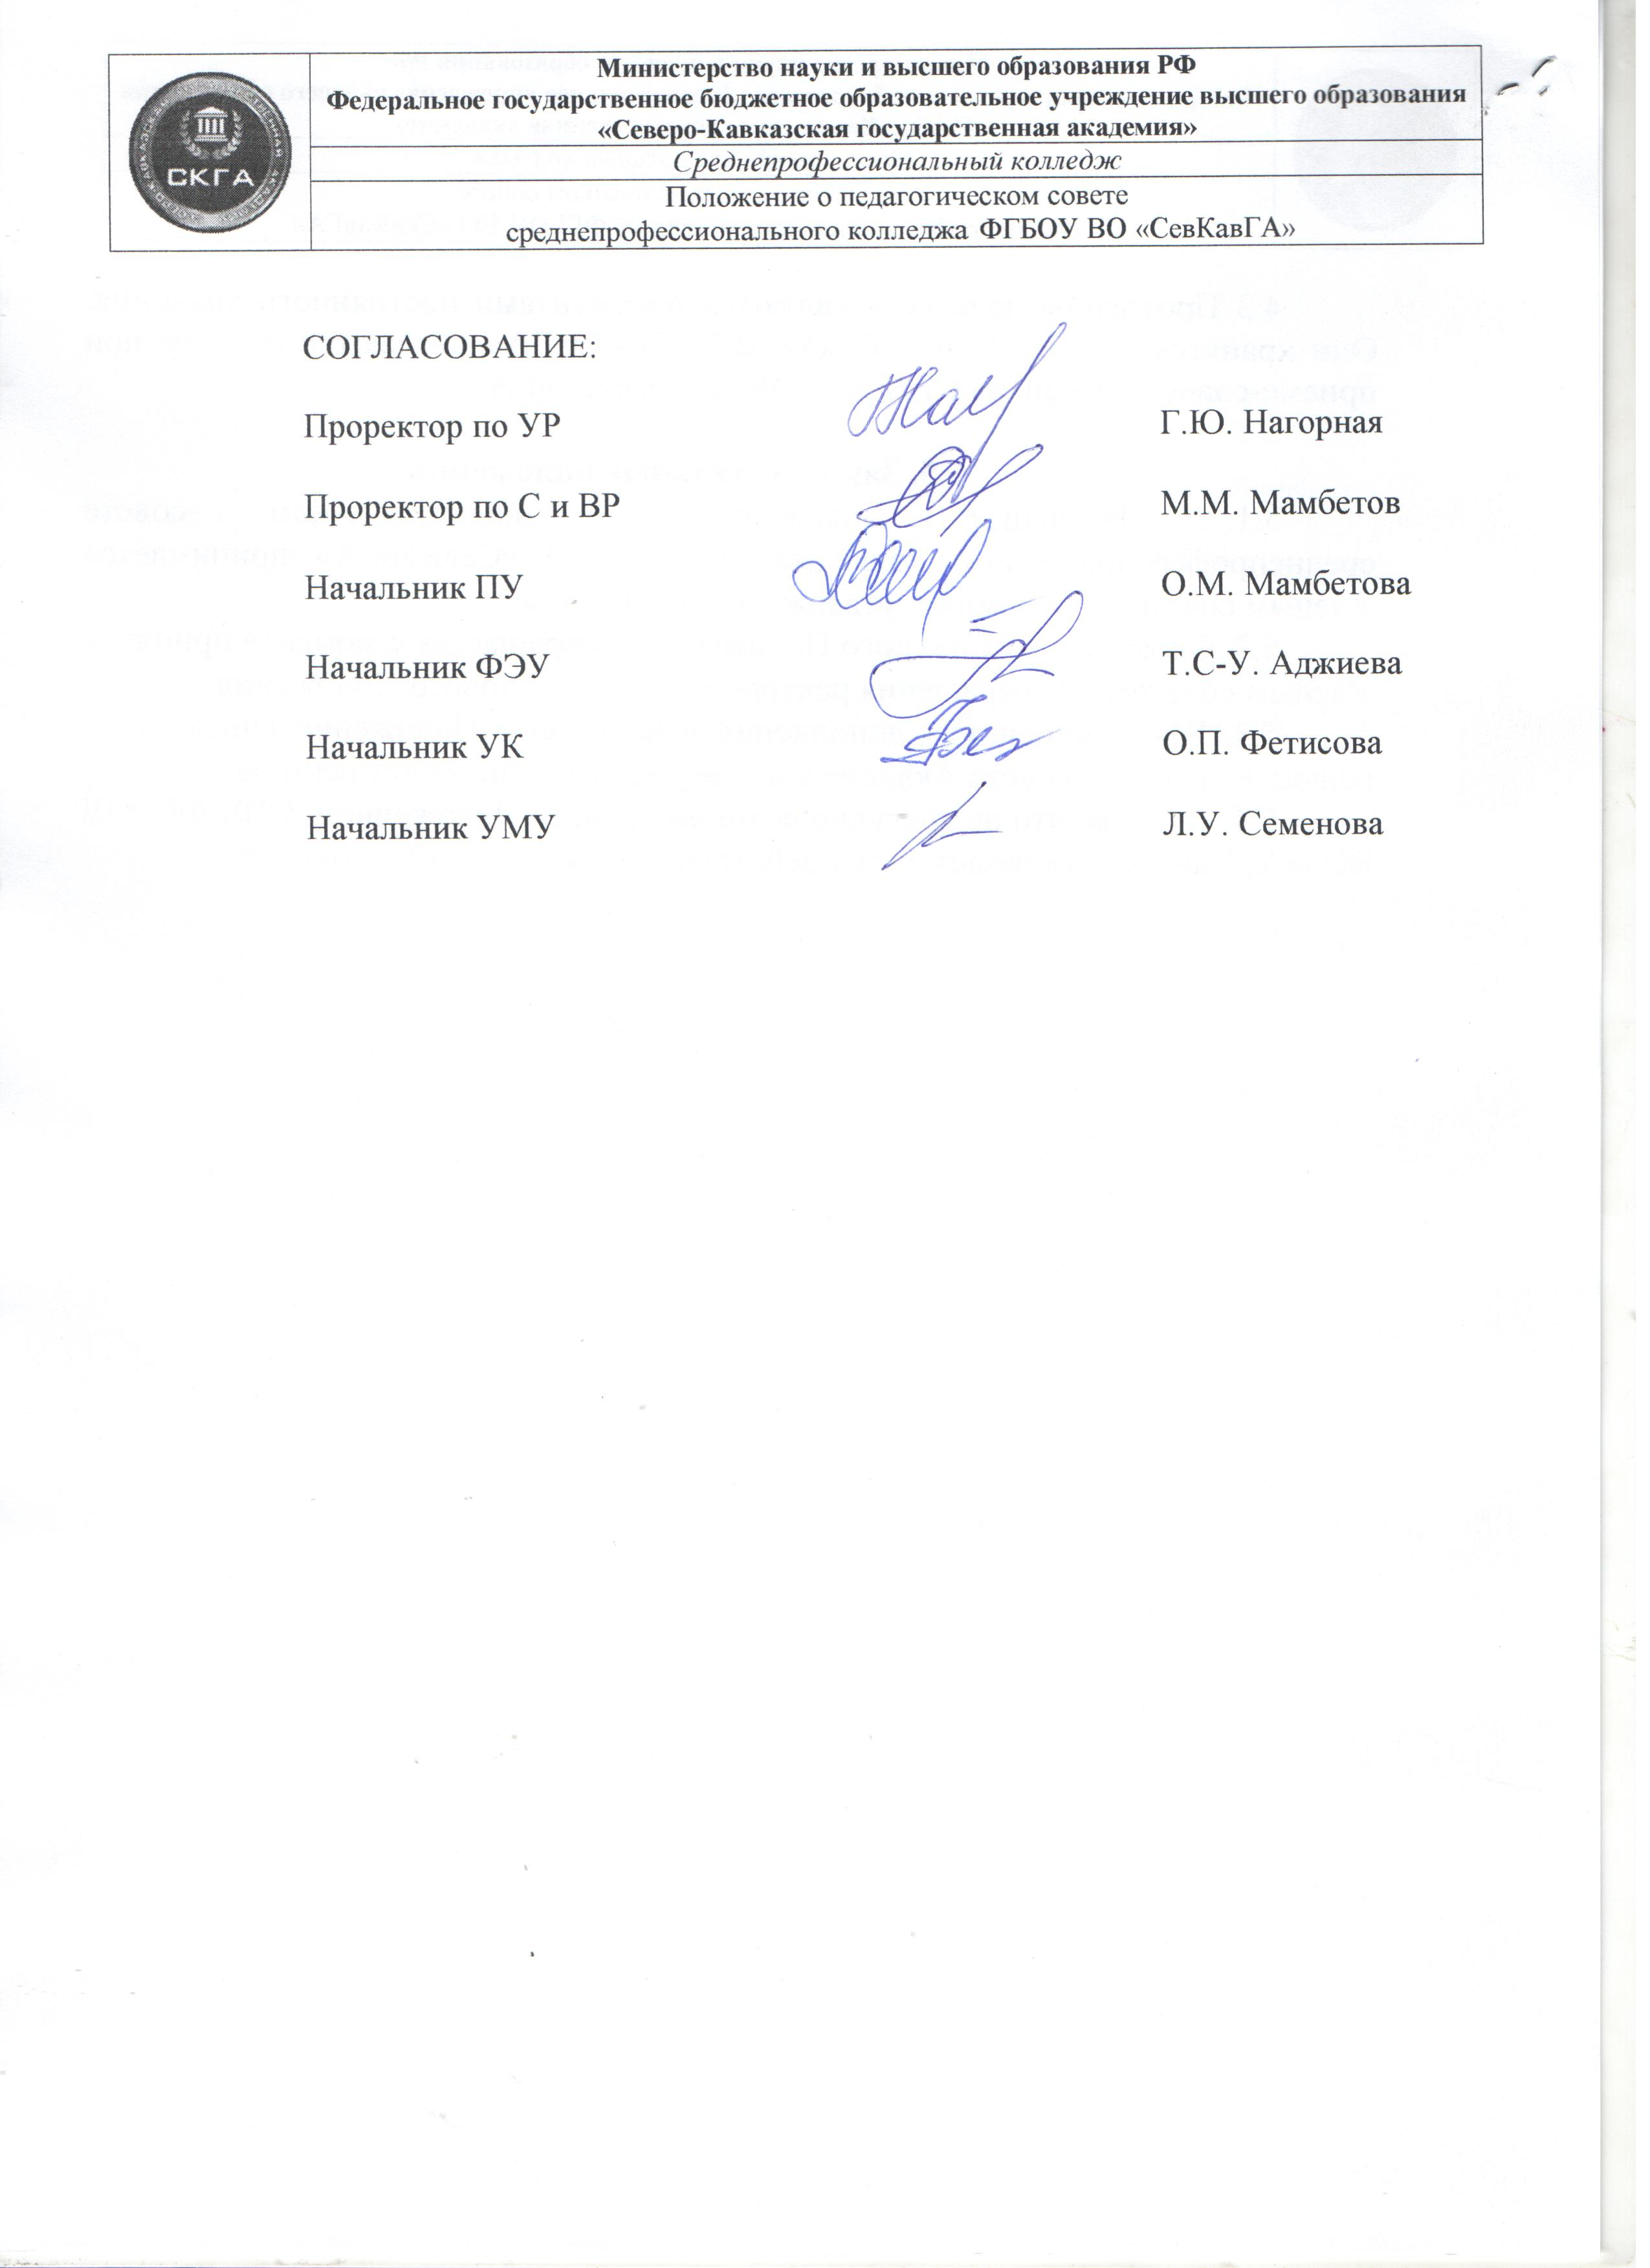 СКГА
Министерство науки и высшего образования РФ
Федеральное государственное бюджетное образовательное учреждение высшего образования
«Северо-Кавказская государственная академия»
Среднепрофессиональный колледж
Положение о педагогическом совете
среднепрофессионального колледжа ФГБОУ ВО «СевКавГА»
СОГЛАСОВАНИЕ:
Проректор по УР Г.Ю. Нагорная
Проректор по С и ВР М.М. Мамбетов
Начальник ПУ О.М. Мамбетова
Начальник ФЭУ Т.С-У. Аджиева
Начальник УК О.П. Фетисова
Начальник УМУ Л.У. Семенова